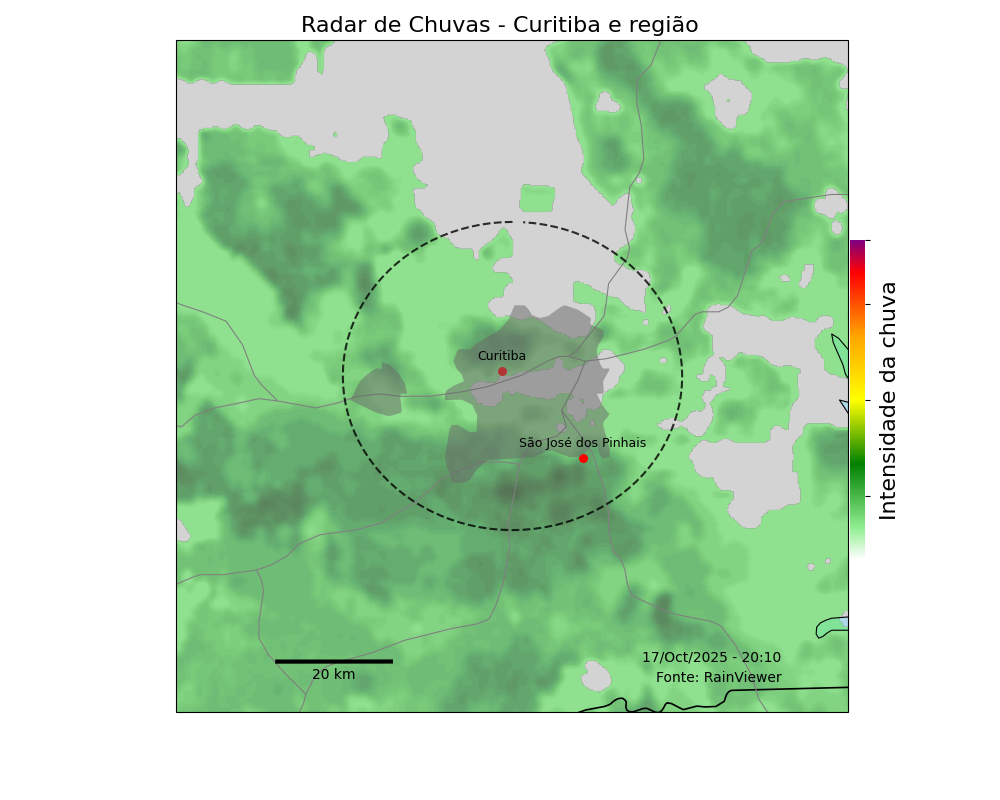 Radar de Chuvas - Curitiba e região
Curitiba
São José dos Pinhais
Intensidade da chuva
17/Oct/2025 - 20:10
Fonte: RainViewer
20 km